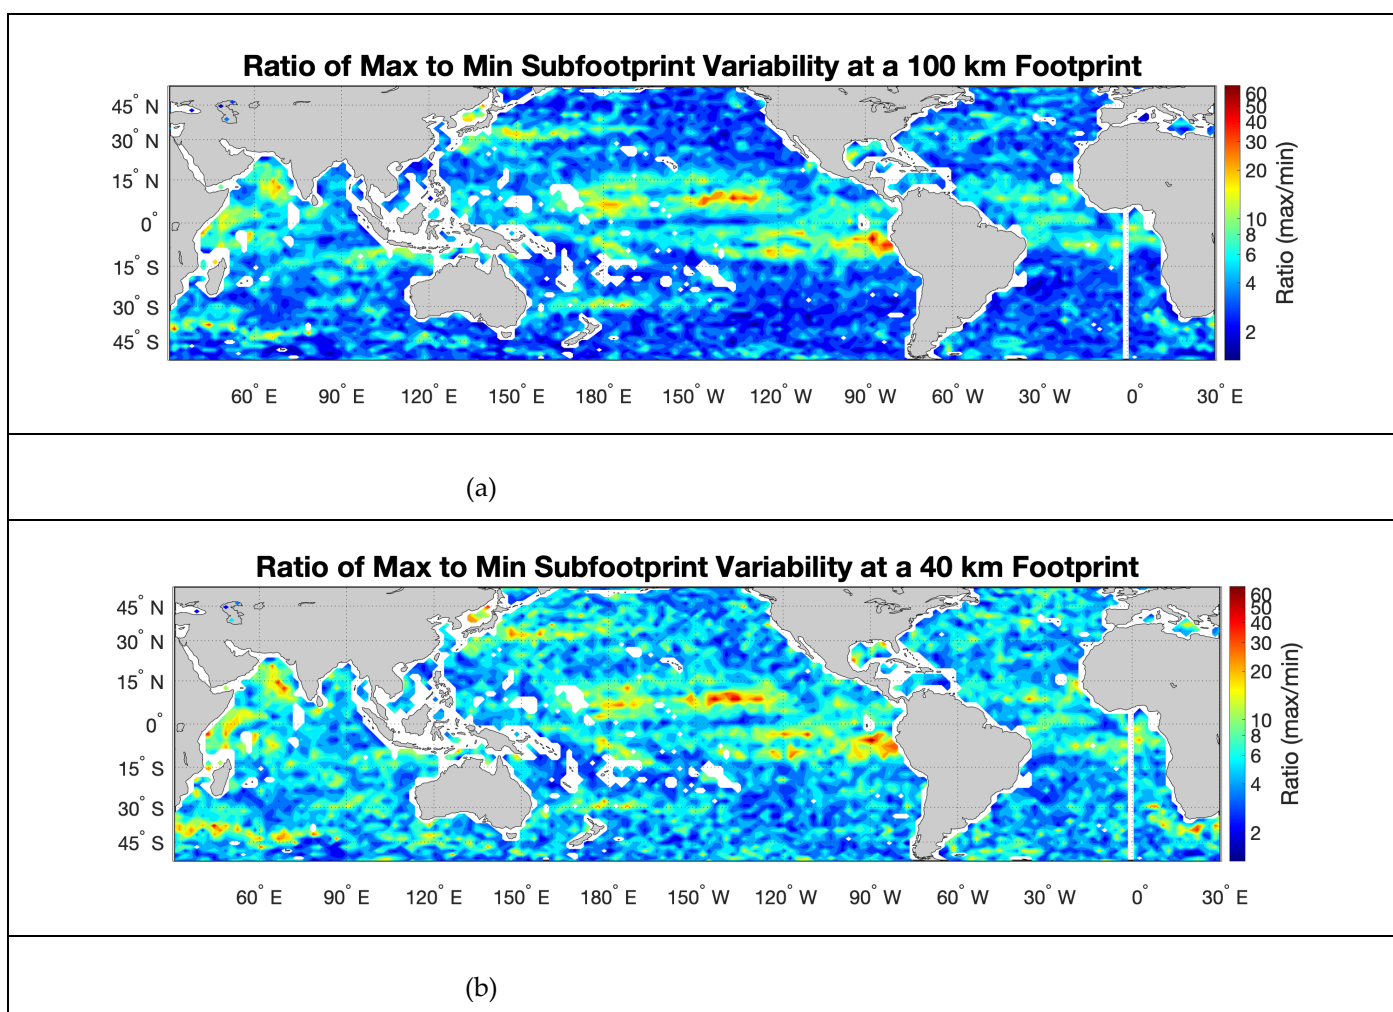 Ratio of Max to Min Subfootprint Variability at a 100 km Footprint
45° N
30° N
15° N
0°
15° S
30° S
45° S
60° E 90° E 120° E 150° E 180° E 150° W 120° W 90° W 60° W 30° W 0° 30° E
60
50
40
30
20
10
8
6
4
2
Ratio (max/min)
(a)
Ratio of Max to Min Subfootprint Variability at a 40 km Footprint
45° N
30° N
15° N
0°
15° S
30° S
45° S
60° E 90° E 120° E 150° E 180° E 150° W 120° W 90° W 60° W 30° W 0° 30° E
60
50
40
30
20
10
8
6
4
2
Ratio (max/min)
(b)